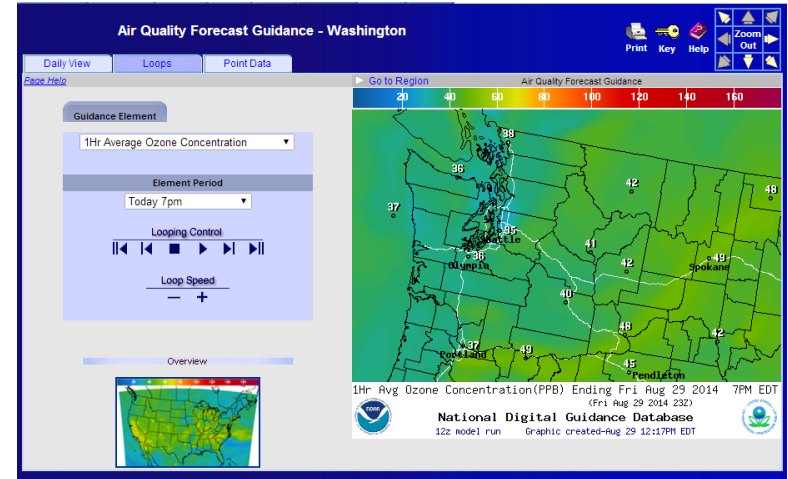 Air Quality Forecast Guidance - Washington
Print Key Help
Zoom
Out
Daily View Loops Point Data
Page Help
Go to Region Air Quality Forecast Guidance
20 40 60 80 100 120 140 160
Guidance Element
1Hr Average Ozone Concentration
Element Period
Today 7pm
Looping Control
Loop Speed
Overview
38
36
42
48
37
35
Seattle
41
36
Olympia
42
49
Spokane
40
48
42
37
Portland
49
45
Pendleton
1Hr Avg Ozone Concentration(PPB) Ending Fri Aug 29 2014 7PM EDT
(Fri Aug 29 2014 23Z)
National Digital Guidance Database
12z model run Graphic created-Aug 29 12:17PM EDT
NOAA